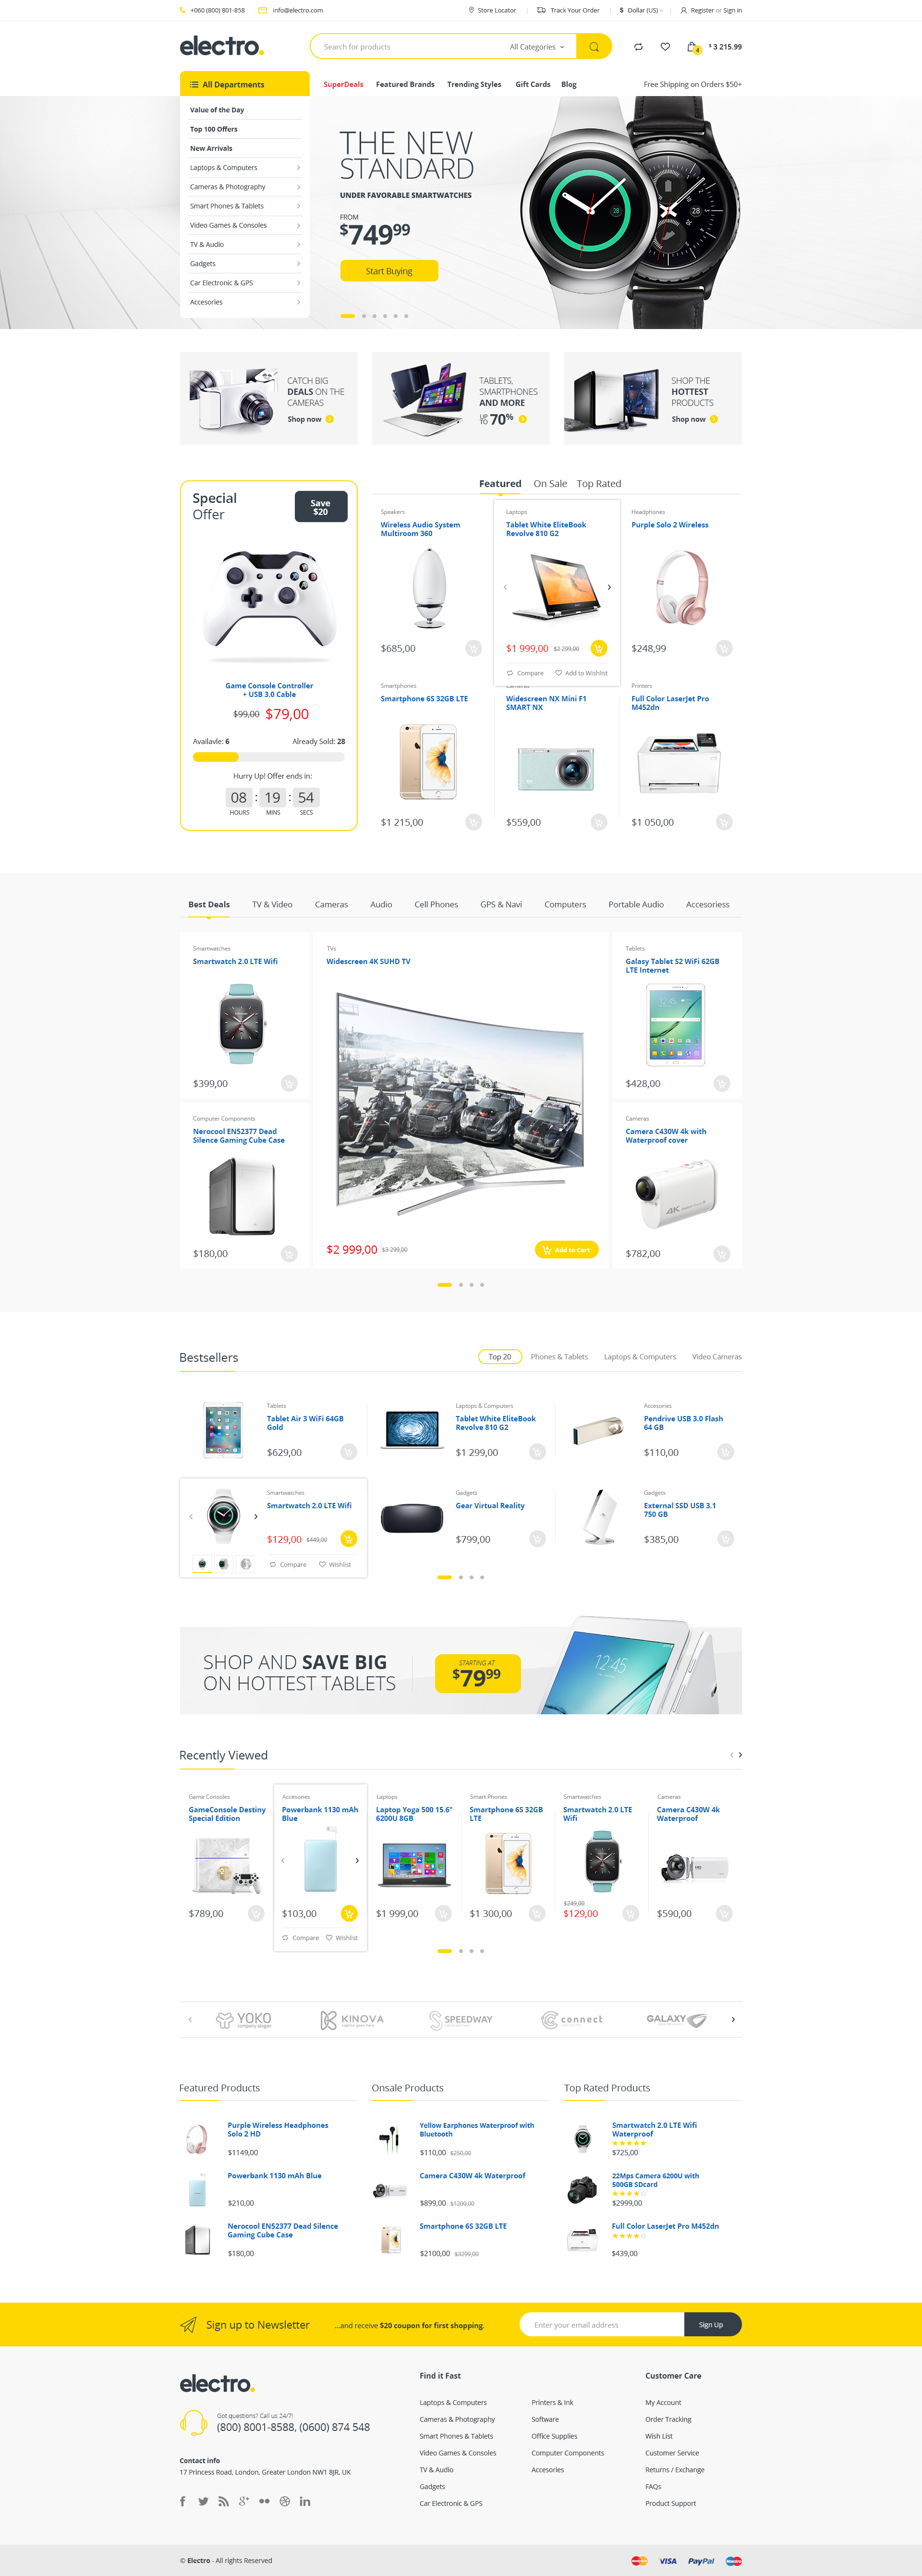 +060 (800) 801-858
info@electro.com
Store Locator
Track Your Order
$ Dollar (US)
Register or Sign in
electro.
Search for products
All Categories
4
$ 3 215.99
All Departments
SuperDeals
Featured Brands
Trending Styles
Gift Cards
Blog
Free Shipping on Orders $50+
Value of the Day
Top 100 Offers
New Arrivals
Laptops & Computers
Cameras & Photography
Smart Phones & Tablets
Video Games & Consoles
TV & Audio
Gadgets
Car Electronic & GPS
Accesories
THE NEW
STANDARD
UNDER FAVORABLE SMARTWATCHES
FROM
$749 99
Start Buying
28
28
CATCH BIG
DEALS ON THE
CAMERAS
Shop now
TABLETS,
SMARTPHONES
AND MORE
UP TO 70%
SHOP THE
HOTTEST
PRODUCTS
Shop now
Special
Offer
Save
$20
Game Console Controller
+ USB 3.0 Cable
$99,00 $79,00
Availavle: 6
Already Sold: 28
Hurry Up! Offer ends in:
08 : 19 : 54
HOURS MINS SECS
Featured
On Sale
Top Rated
Speakers
Wireless Audio System
Multiroom 360
$685,00
Laptops
Tablet White EliteBook
Revolve 810 G2
$1 999,00 $2 299,00
Compare
Add to Wishlist
Headphones
Purple Solo 2 Wireless
$248,99
Smartphones
Smartphone 6S 32GB LTE
$1 215,00
Cameras
Widescreen NX Mini F1
SMART NX
$559,00
Printers
Full Color LaserJet Pro
M452dn
$1 050,00
Best Deals
TV & Video
Cameras
Audio
Cell Phones
GPS & Navi
Computers
Portable Audio
Accesoriess
Smartwatches
Smartwatch 2.0 LTE Wifi
$399,00
Computer Components
Nerocool EN52377 Dead
Silence Gaming Cube Case
$180,00
TVs
Widescreen 4K SUHD TV
$2 999,00 $3 299,00
Add to Cart
Tablets
Galasy Tablet S2 WiFi 62GB
LTE Internet
$428,00
Cameras
Camera C430W 4k with
Waterproof cover
4K
$782,00
Bestsellers
Top 20
Phones & Tablets
Laptops & Computers
Video Cameras
Tablets
Tablet Air 3 WiFi 64GB
Gold
$629,00
Laptops & Computers
Tablet White EliteBook
Revolve 810 G2
$1 299,00
Accesories
Pendrive USB 3.0 Flash
64 GB
$110,00
Smartwatches
Smartwatch 2.0 LTE Wifi
$129,00 $449,00
Compare
Wishlist
Gadgets
Gear Virtual Reality
$799,00
Gadgets
External SSD USB 3.1
750 GB
$385,00
SHOP AND SAVE BIG
ON HOTTEST TABLETS
STARTING AT
$79 99
12:45
Recently Viewed
Game Consoles
GameConsole Destiny
Special Edition
$789,00
Accesories
Powerbank 1130 mAh
Blue
$103,00
Compare
Wishlist
Laptops
Laptop Yoga 500 15.6"
6200U 8GB
$1 999,00
Smart Phones
Smartphone 6S 32GB
LTE
$1 300,00
Smartwatches
Smartwatch 2.0 LTE
Wifi
$249,00
$129,00
Cameras
Camera C430W 4k
Waterproof
$590,00
YOKO
company slogan
KINOVA
tagline goes here
SPEEDWAY
connect
GALAXY
Featured Products
Purple Wireless Headphones
Solo 2 HD
$1149,00
Powerbank 1130 mAh Blue
$210,00
Nerocool EN52377 Dead Silence
Gaming Cube Case
$180,00
Onsale Products
Yellow Earphones Waterproof with
Bluetooth
$110,00 $250,00
Camera C430W 4k Waterproof
$899,00 $1200,00
Smartphone 6S 32GB LTE
$2100,00 $3299,00
Top Rated Products
Smartwatch 2.0 LTE Wifi
Waterproof
$725,00
22Mps Camera 6200U with
500GB SDcard
$2999,00
Full Color LaserJet Pro M452dn
$439,00
Sign up to Newsletter
...and receive $20 coupon for first shopping.
Enter your email address
Sign Up
electro.
Got questions? Call us 24/7!
(800) 8001-8588, (0600) 874 548
Contact info
17 Princess Road, London, Greater London NW1 8JR, UK
Find it Fast
Laptops & Computers
Cameras & Photography
Smart Phones & Tablets
Video Games & Consoles
TV & Audio
Gadgets
Car Electronic & GPS
Printers & Ink
Software
Office Supplies
Computer Components
Accesories
Customer Care
My Account
Order Tracking
Wish List
Customer Service
Returns / Exchange
FAQs
Product Support
© Electro - All rights Reserved
VISA
PayPal